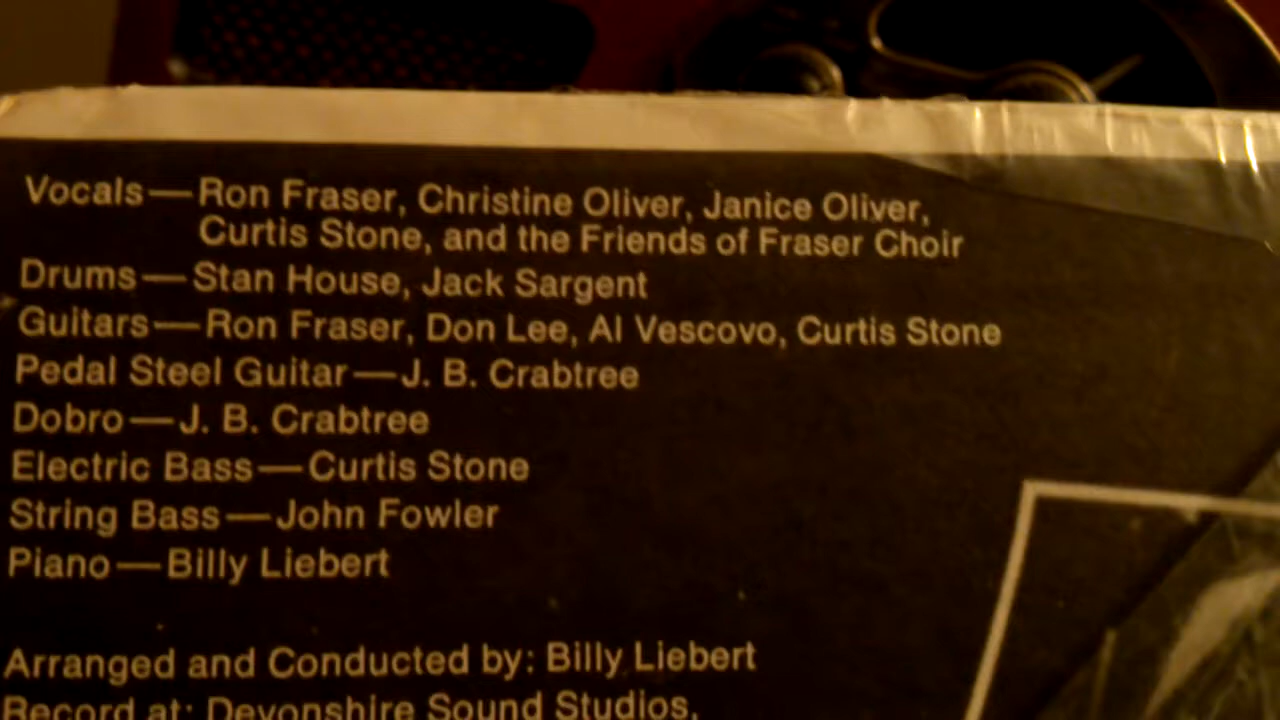 Vocals—Ron Fraser, Christine Oliver, Janice Oliver,
Curtis Stone, and the Friends of Fraser Choir
Drums—Stan House, Jack Sargent
Guitars—Ron Fraser, Don Lee, Al Vescovo, Curtis Stone
Pedal Steel Guitar—J. B. Crabtree
Dobro—J. B. Crabtree
Electric Bass—Curtis Stone
String Bass—John Fowler
Piano—Billy Liebert
Arranged and Conducted by: Billy Liebert
Record at: Devonshire Sound Studios,